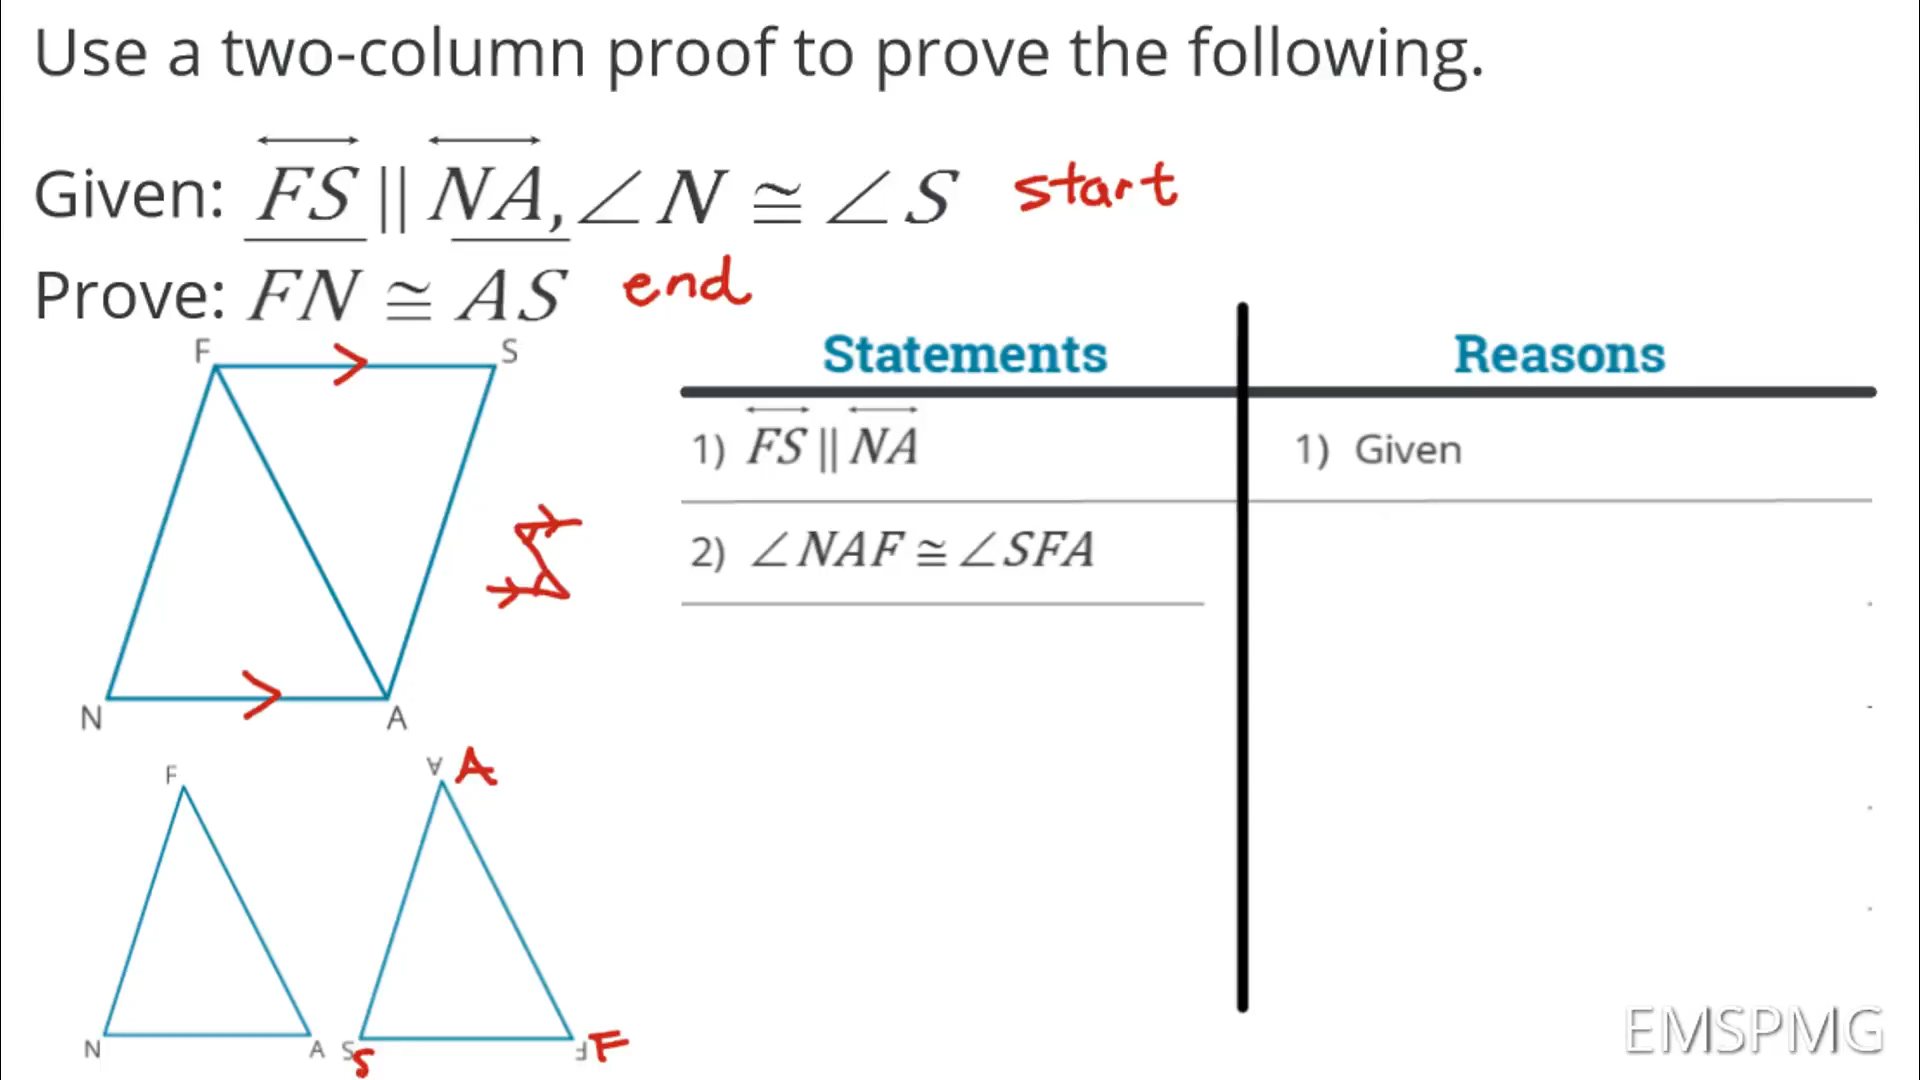 Use a two-column proof to prove the following.
Given: FS || NA, ∠N ≅ ∠S start
Prove: FN ≅ AS end
F S
Statements Reasons
1) FS || NA 1) Given
2) ∠NAF ≅ ∠SFA
N A
F A A
N A S S F F
EMSPMG